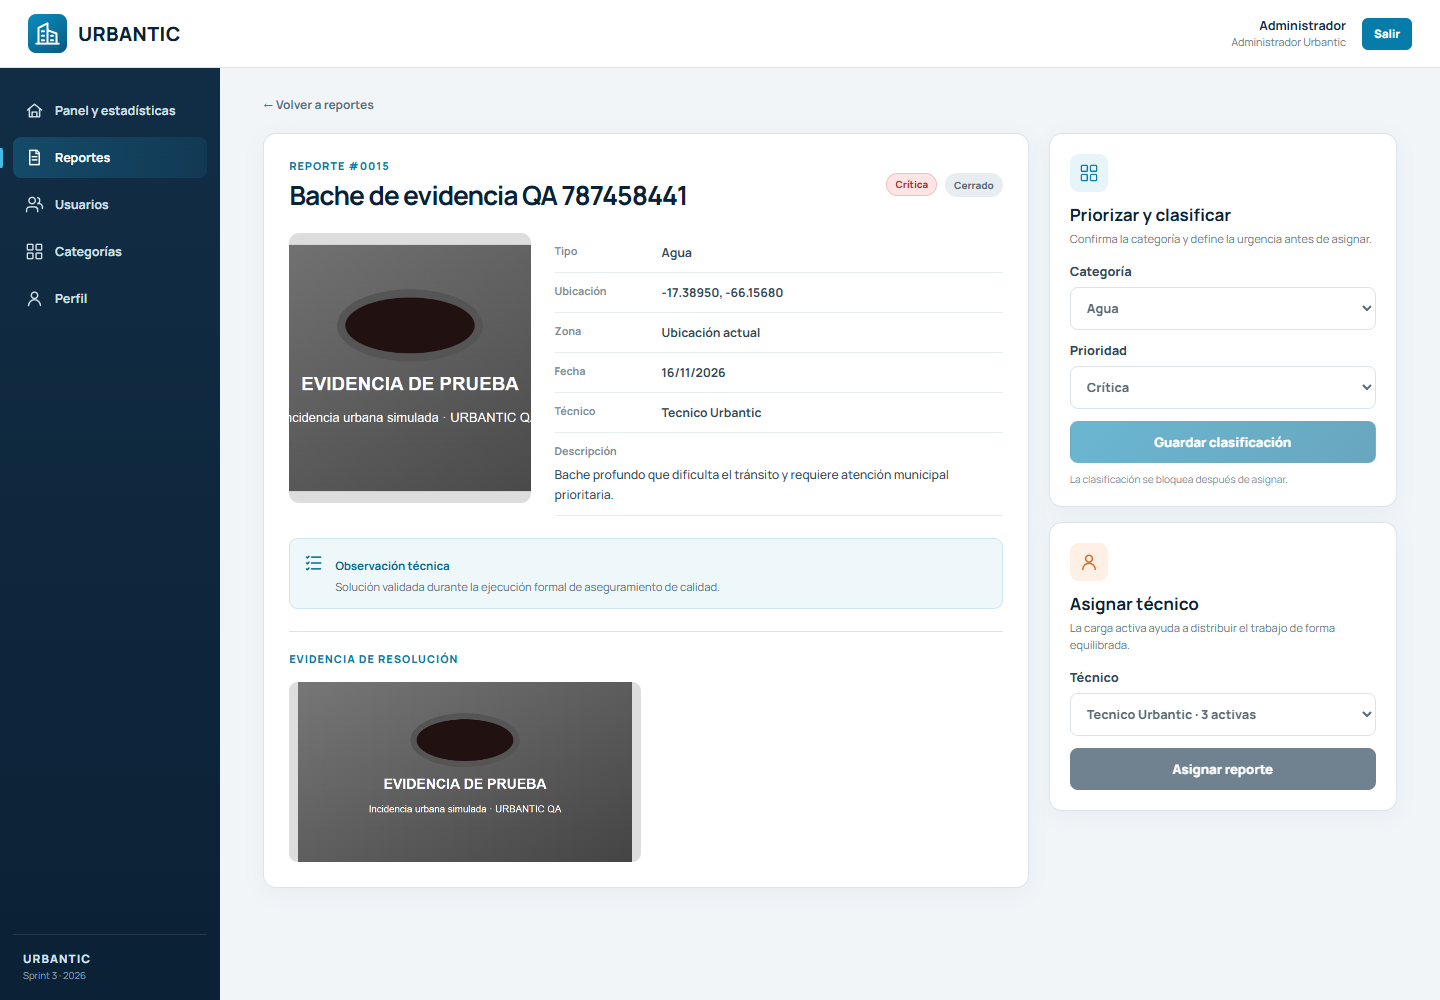 URBANTIC
Administrador
Administrador Urbantic
Salir
Panel y estadísticas
Reportes
Usuarios
Categorías
Perfil
URBANTIC
Sprint 3 · 2026
← Volver a reportes
REPORTE #0015
Bache de evidencia QA 787458441
Crítica
Cerrado
EVIDENCIA DE PRUEBA
ncidencia urbana simulada · URBANTIC Q
Tipo
Agua
Ubicación
-17.38950, -66.15680
Zona
Ubicación actual
Fecha
16/11/2026
Técnico
Tecnico Urbantic
Descripción
Bache profundo que dificulta el tránsito y requiere atención municipal
prioritaria.
Observación técnica
Solución validada durante la ejecución formal de aseguramiento de calidad.
EVIDENCIA DE RESOLUCIÓN
EVIDENCIA DE PRUEBA
Incidencia urbana simulada · URBANTIC QA
Priorizar y clasificar
Confirma la categoría y define la urgencia antes de asignar.
Categoría
Agua
Prioridad
Crítica
Guardar clasificación
La clasificación se bloquea después de asignar.
Asignar técnico
La carga activa ayuda a distribuir el trabajo de forma
equilibrada.
Técnico
Tecnico Urbantic · 3 activas
Asignar reporte